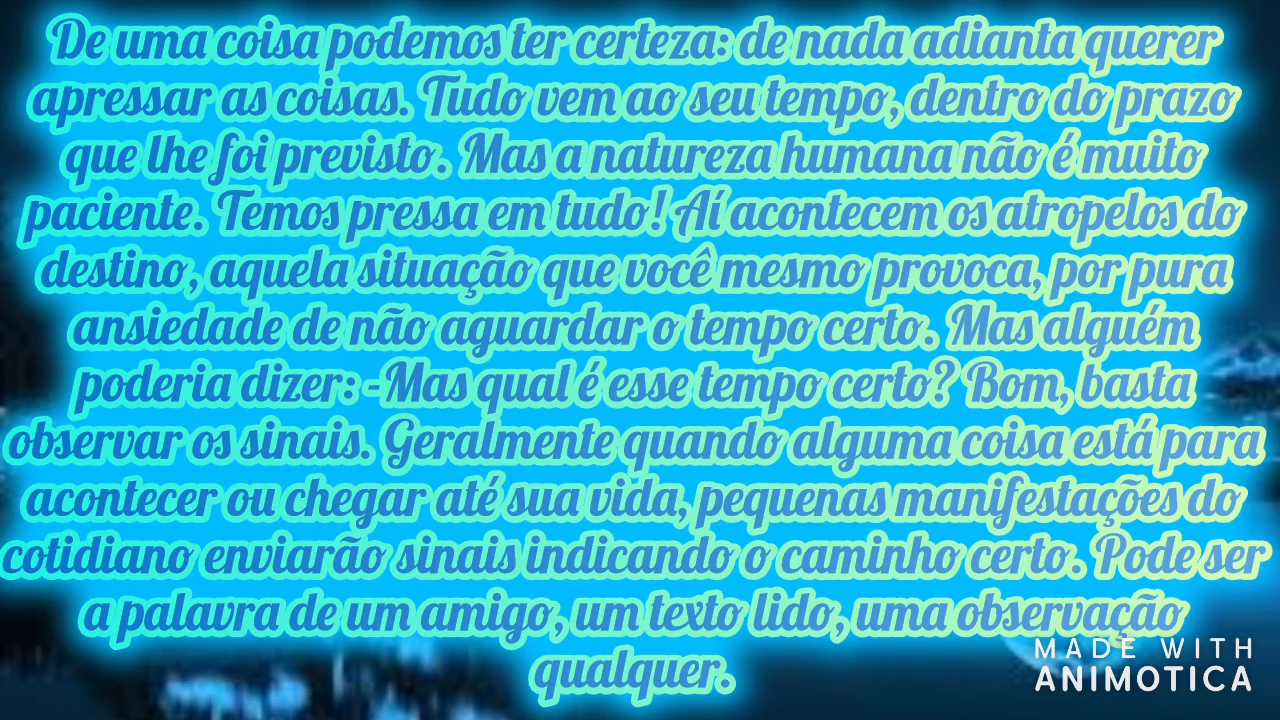 De uma coisa podemos ter certeza: de nada adianta querer
apressar as coisas. Tudo vem ao seu tempo, dentro do prazo
que lhe foi previsto. Mas a natureza humana não é muito
paciente. Temos pressa em tudo! Aí acontecem os atropelos do
destino, aquela situação que você mesmo provoca, por pura
ansiedade de não aguardar o tempo certo. Mas alguém
poderia dizer: -Mas qual é esse tempo certo? Bom, basta
observar os sinais. Geralmente quando alguma coisa está para
acontecer ou chegar até sua vida, pequenas manifestações do
cotidiano enviarão sinais indicando o caminho certo. Pode ser
a palavra de um amigo, um texto lido, uma observação
qualquer.
MADE WITH
ANIMOTICA